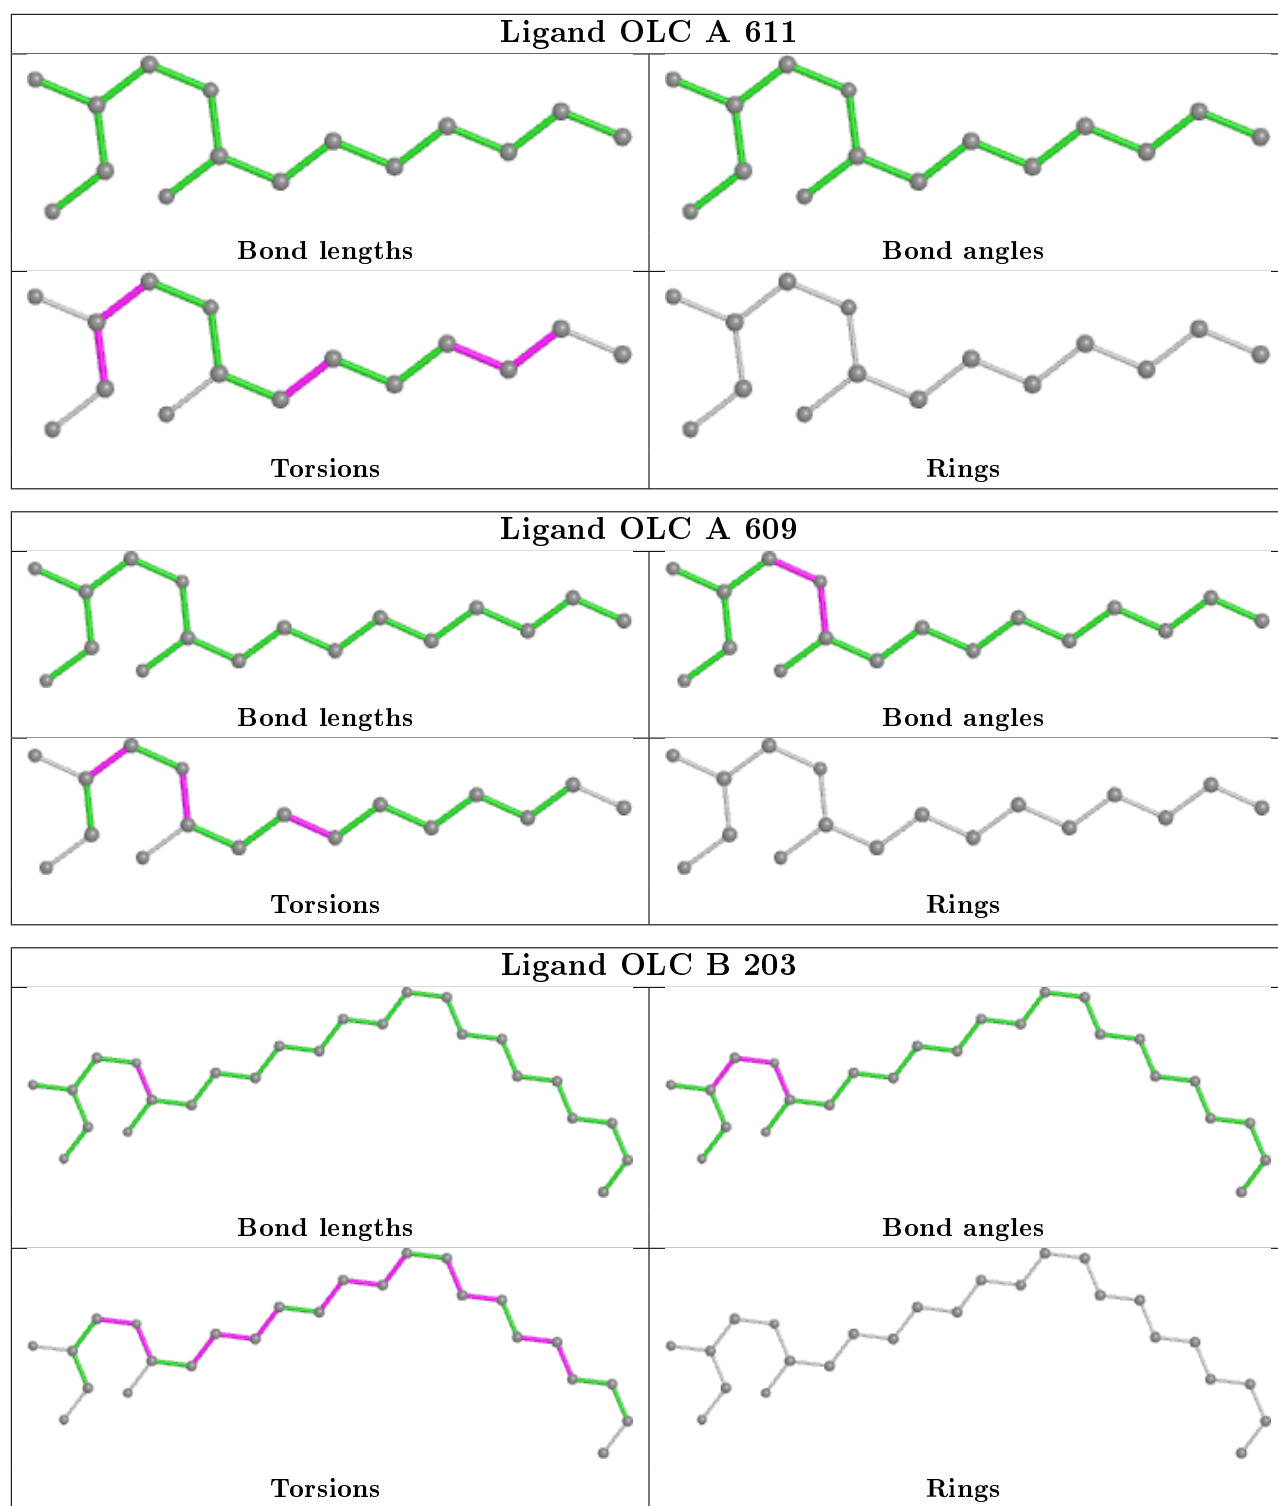 Ligand OLC A 611
Bond lengths
Bond angles
Torsions
Rings
Ligand OLC A 609
Bond lengths
Bond angles
Torsions
Rings
Ligand OLC B 203
Bond lengths
Bond angles
Torsions
Rings